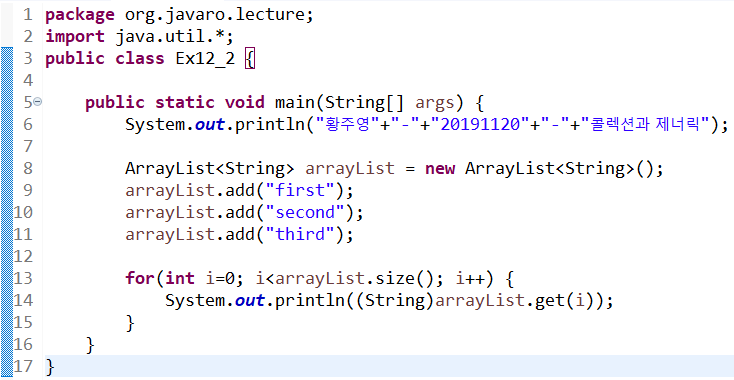 1 package org.javaro.lecture;
2 import java.util.*;
3 public class Ex12_2 {
4
5 public static void main(String[] args) {
6 System.out.println("황주영"+"-"+"20191120"+"-"+"콜렉션과 제너릭");
7
8 ArrayList<String> arrayList = new ArrayList<String>();
9 arrayList.add("first");
10 arrayList.add("second");
11 arrayList.add("third");
12
13 for(int i=0; i<arrayList.size(); i++) {
14 System.out.println((String)arrayList.get(i));
15 }
16 }
17 }